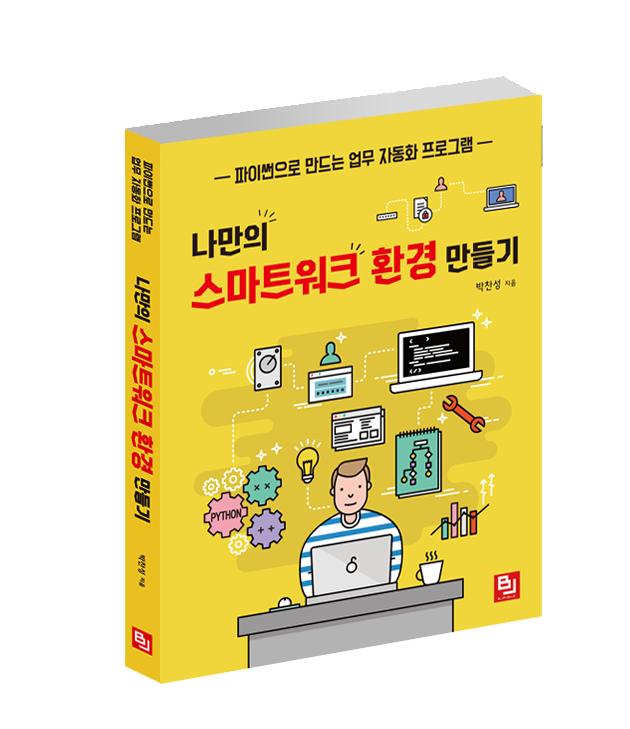 파이썬으로 만드는
업무 자동화 프로그램
나만의 스마트워크 환경 만들기
박찬성 지음
BJ
— 파이썬으로 만드는 업무 자동화 프로그램 —
나만의
스마트워크 환경 만들기
박찬성 지음
PYTHON
BJ